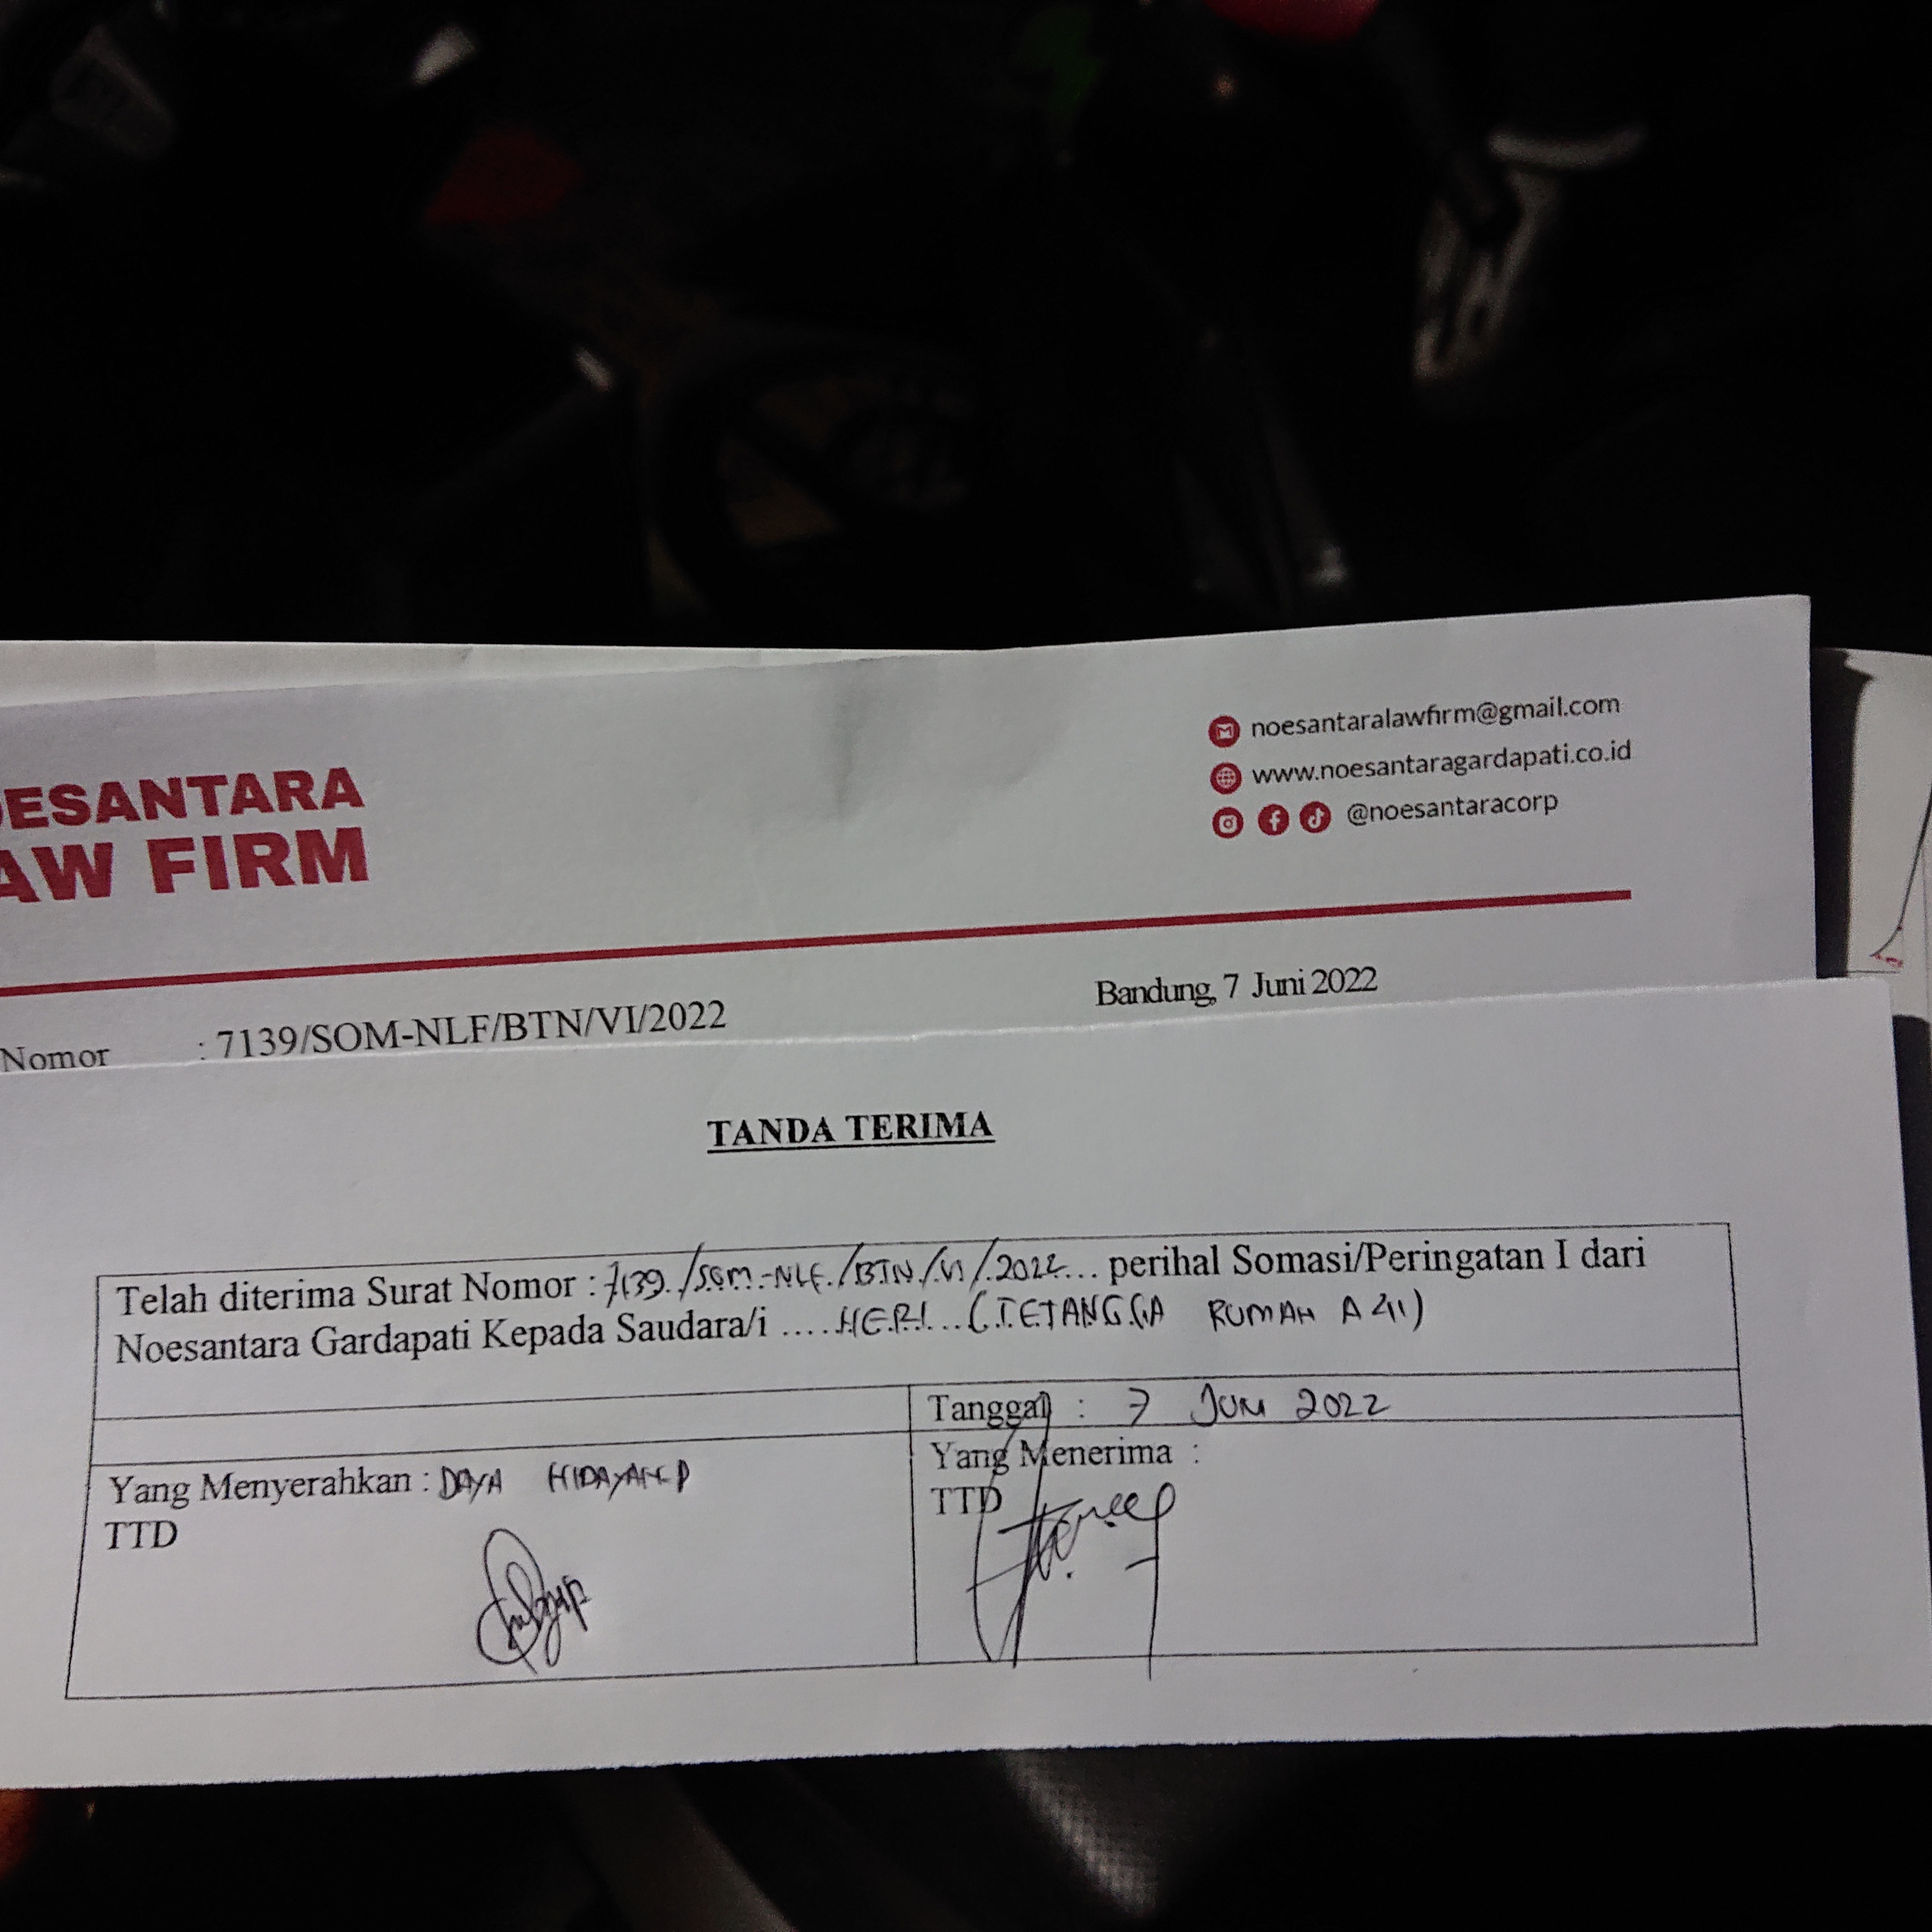 OESANTARA
AW FIRM
noesantaralawfirm@gmail.com
www.noesantaragardapati.co.id
@noesantaracorp
Bandung, 7 Juni 2022
Nomor : 7139/SOM-NLF/BTN/VI/2022
TANDA TERIMA
Telah diterima Surat Nomor : 7139./SOM.-NLF./BTN./VI/.2022... perihal Somasi/Peringatan I dari
Noesantara Gardapati Kepada Saudara/i ....HERI...(TETANGGA RUMAH A 41)
Tanggal : 7 JUNI 2022
Yang Menyerahkan : DAYA HIDAYAH.P
TTD
Yang Menerima :
TTD